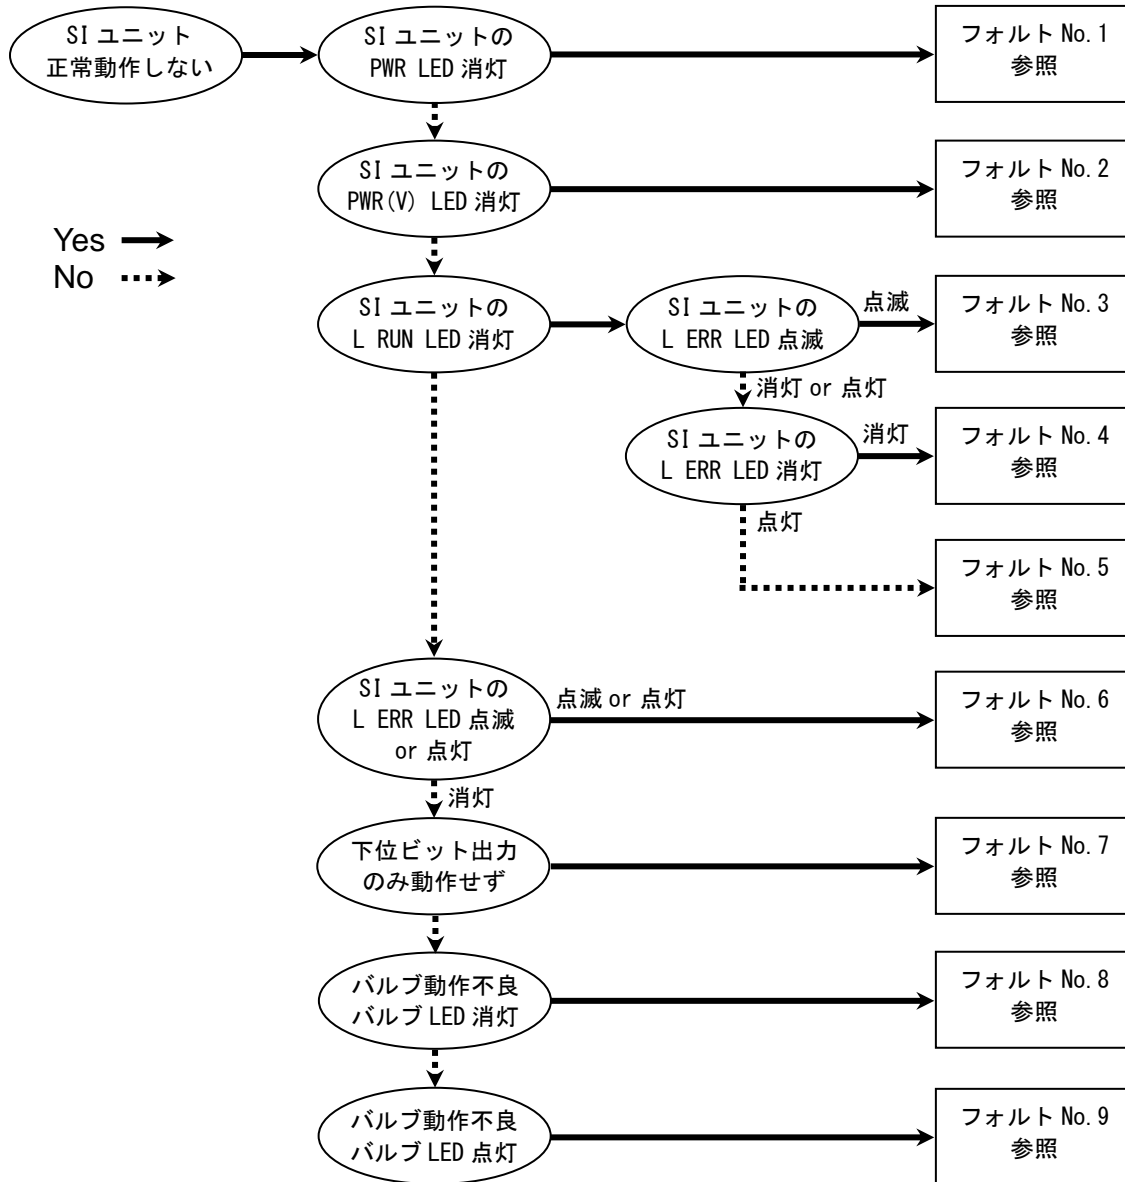 SI ユニット
正常動作しない
SI ユニットの
PWR LED 消灯
フォルト No.1
参照
SI ユニットの
PWR(V) LED 消灯
フォルト No.2
参照
Yes
No
SI ユニットの
L RUN LED 消灯
SI ユニットの
L ERR LED 点滅
点滅
フォルト No.3
参照
消灯 or 点灯
SI ユニットの
L ERR LED 消灯
消灯
フォルト No.4
参照
点灯
フォルト No.5
参照
SI ユニットの
L ERR LED 点滅
or 点灯
点滅 or 点灯
フォルト No.6
参照
消灯
下位ビット出力
のみ動作せず
フォルト No.7
参照
バルブ動作不良
バルブ LED 消灯
フォルト No.8
参照
バルブ動作不良
バルブ LED 点灯
フォルト No.9
参照